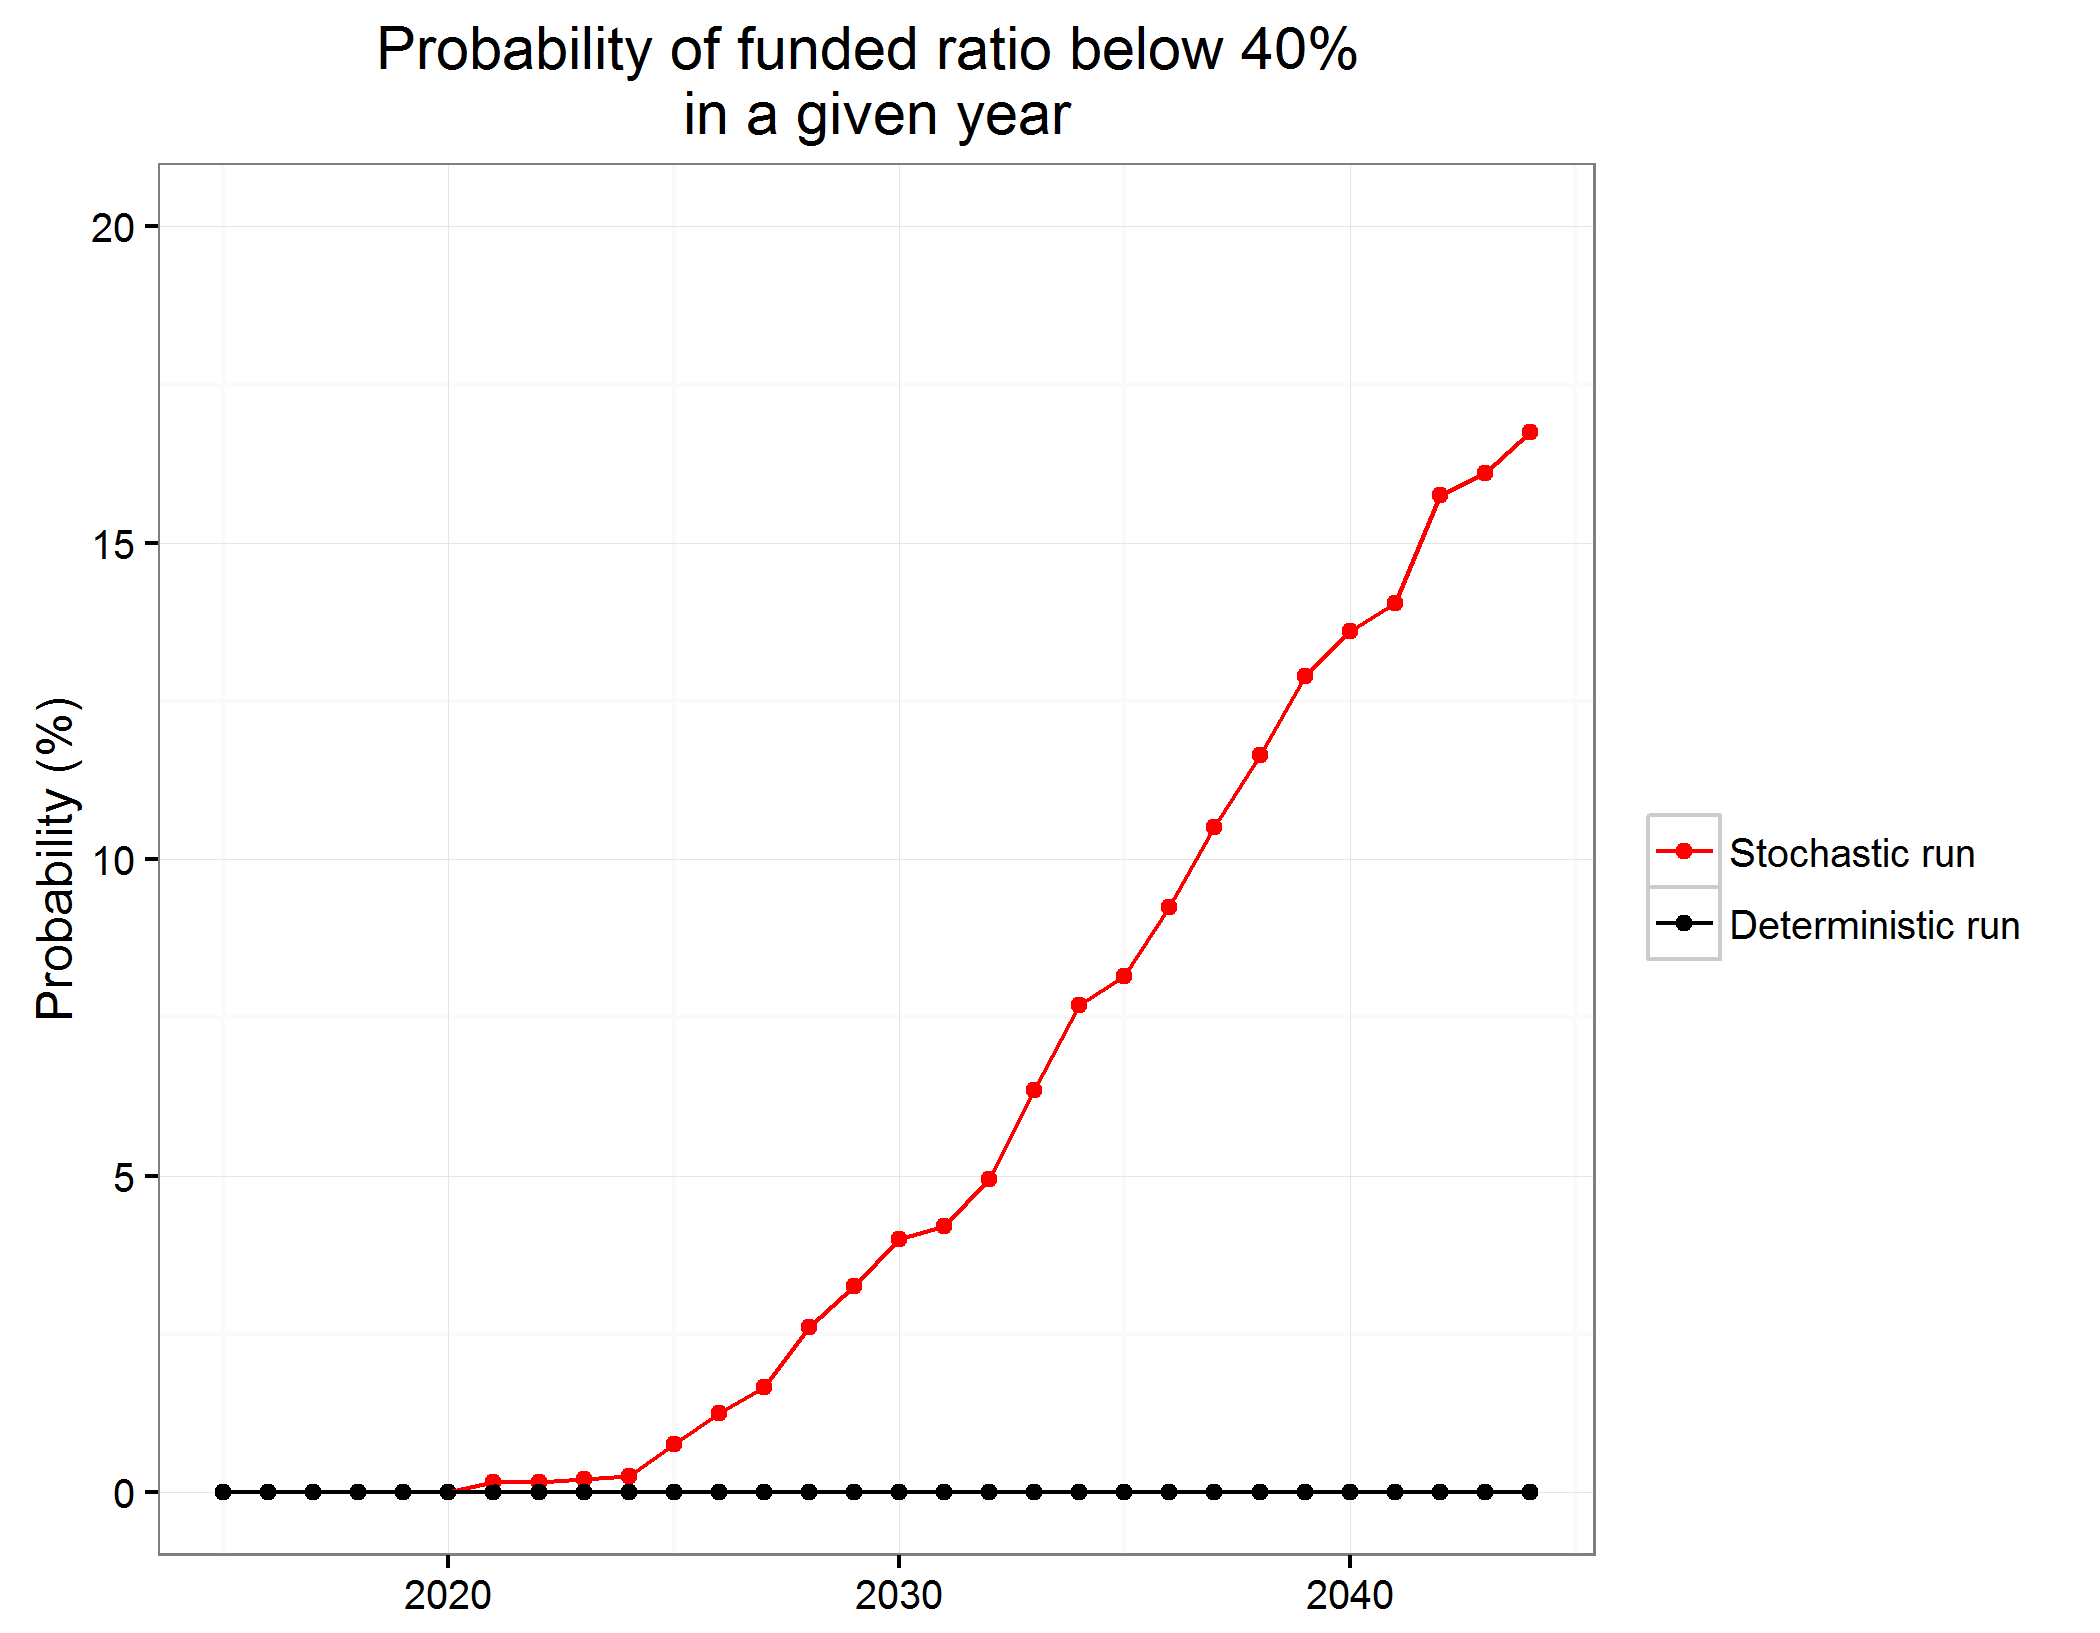 Probability of funded ratio below 40%
in a given year
Probability (%)
20
15
10
5
0
2020
2030
2040
Stochastic run
Deterministic run